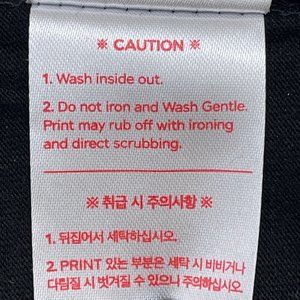 ※ CAUTION ※
1. Wash inside out.
2. Do not iron and Wash Gentle.
Print may rub off with ironing
and direct scrubbing.
※ 취급 시 주의사항 ※
1. 뒤집어서 세탁하십시오.
2. PRINT 있는 부분은 세탁 시 비비거나
다림질 시 벗겨질 수 있으니 주의하십시오.